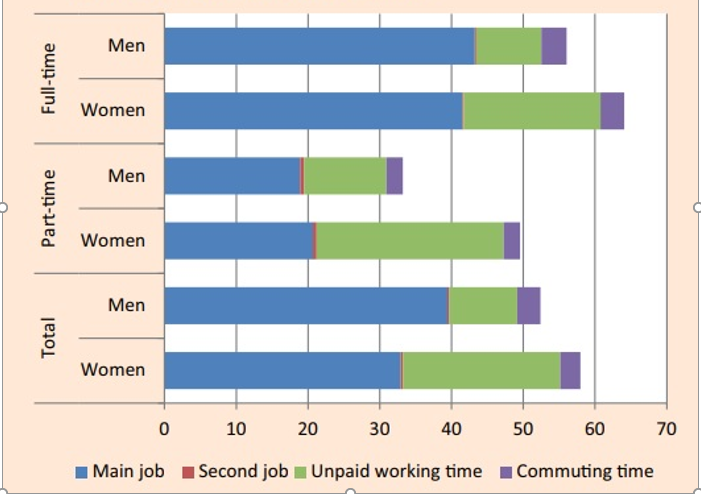 Full-time
Men
Women
Part-time
Men
Women
Total
Men
Women
0 10 20 30 40 50 60 70
Main job Second job Unpaid working time Commuting time